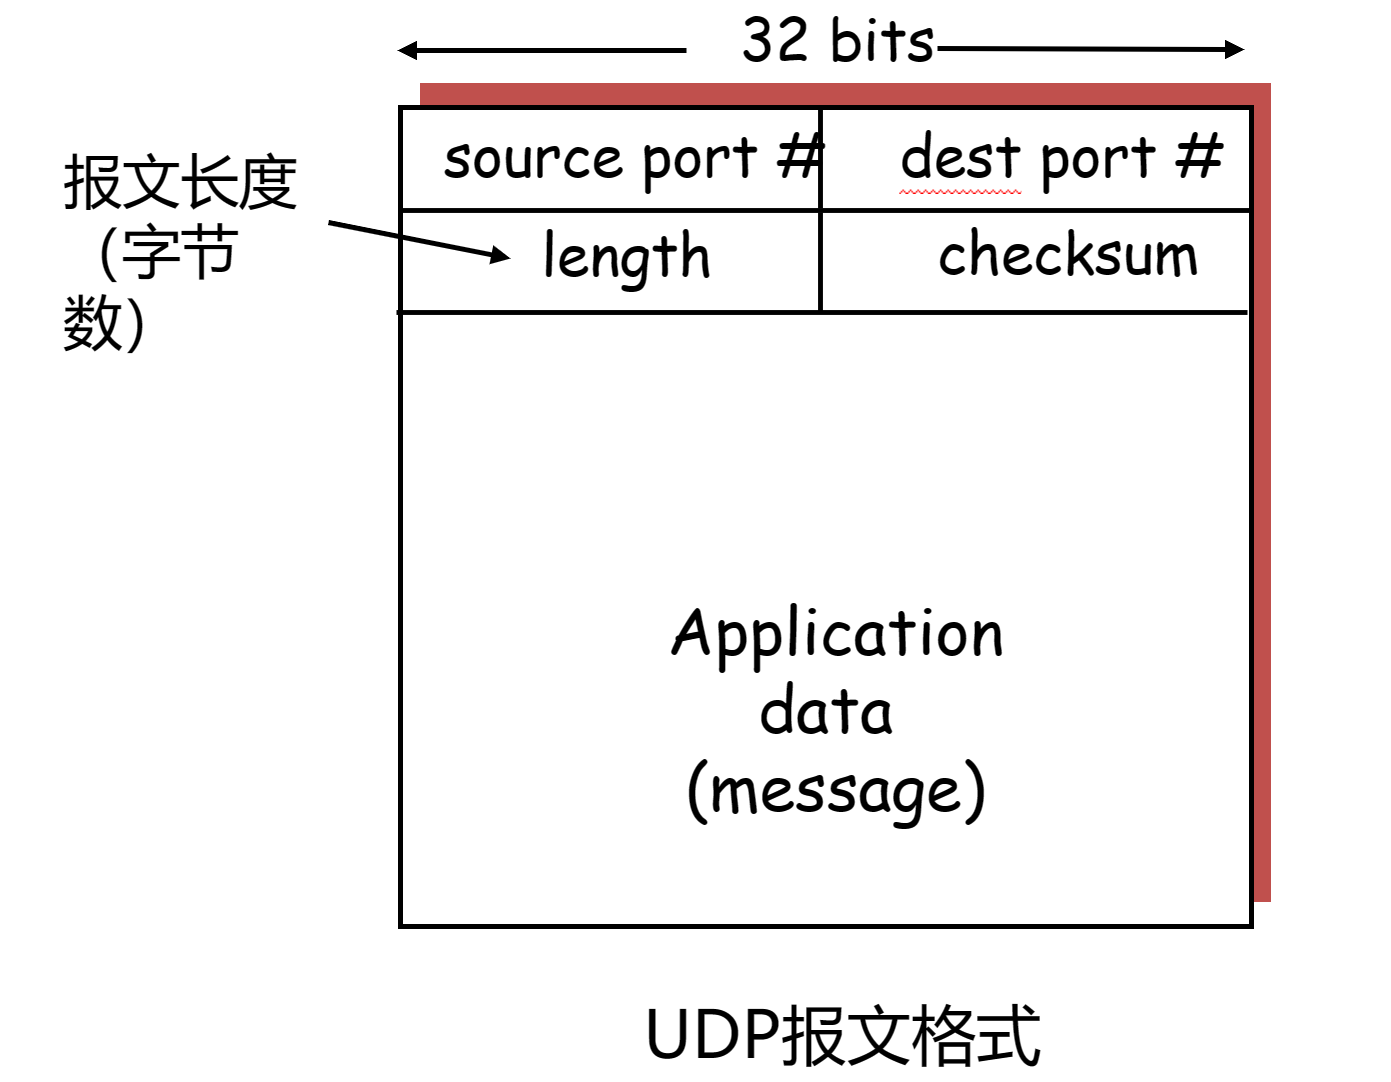 32 bits
source port #
dest port #
报文长度
（字节
数）
length
checksum
Application
data
(message)
UDP报文格式